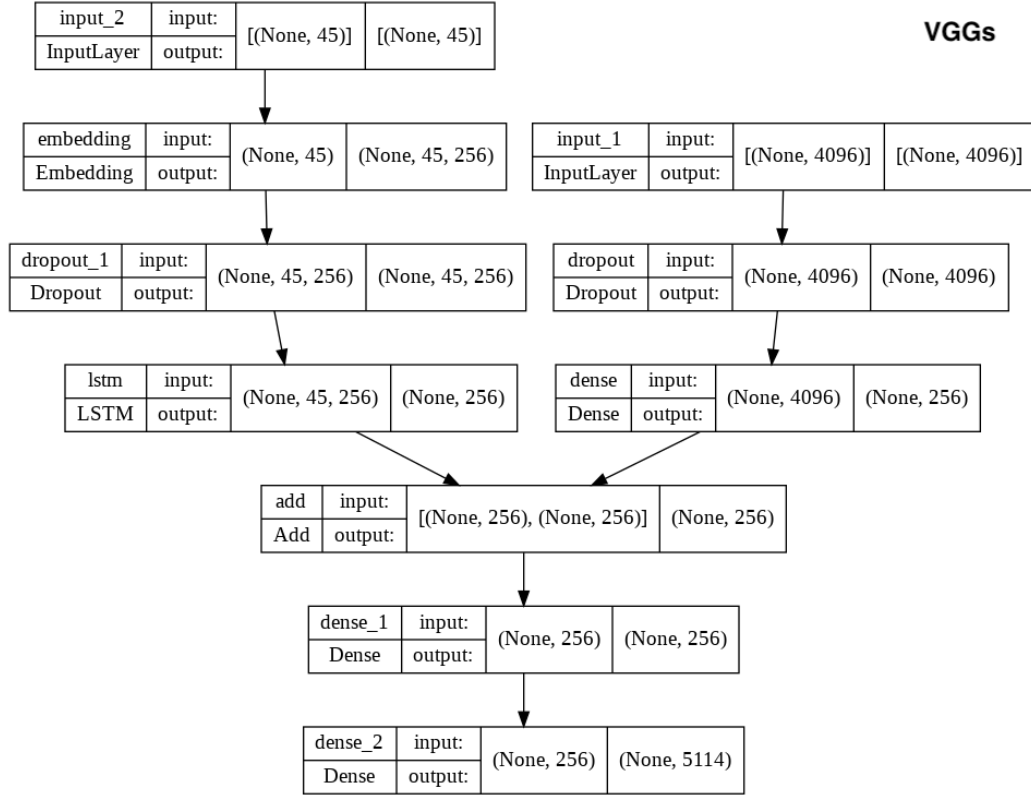 VGGs
input_2 input: [(None, 45)] [(None, 45)]
InputLayer output:
embedding input: (None, 45) (None, 45, 256)
Embedding output:
input_1 input: [(None, 4096)] [(None, 4096)]
InputLayer output:
dropout_1 input: (None, 45, 256) (None, 45, 256)
Dropout output:
dropout input: (None, 4096) (None, 4096)
Dropout output:
lstm input: (None, 45, 256) (None, 256)
LSTM output:
dense input: (None, 4096) (None, 256)
Dense output:
add input: [(None, 256), (None, 256)] (None, 256)
Add output:
dense_1 input: (None, 256) (None, 256)
Dense output:
dense_2 input: (None, 256) (None, 5114)
Dense output: